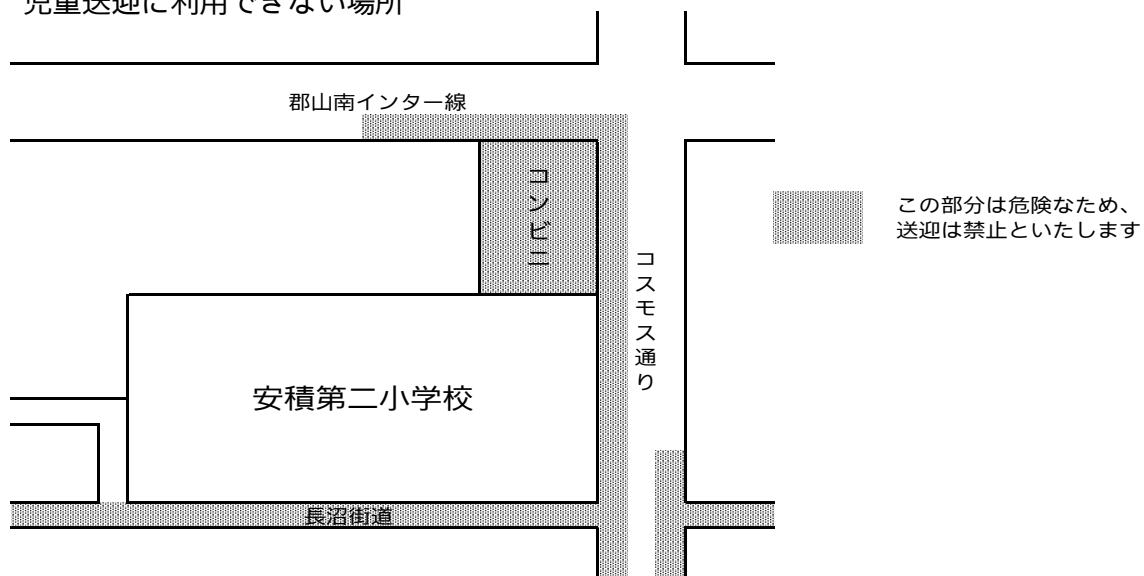 児童送迎に利用できない場所
郡山南インター線
コンビニ
この部分は危険なため、
送迎は禁止といたします
コスモス通り
安積第二小学校
長沼街道